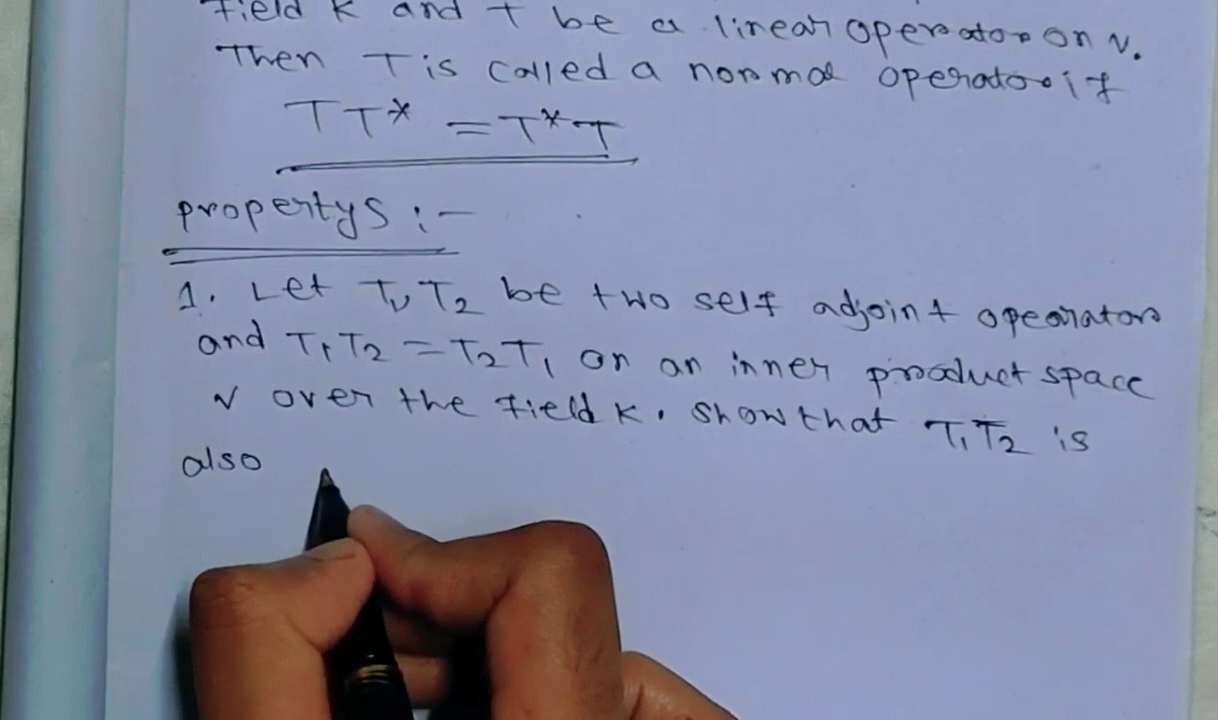 Field K and T be a linear operator on V.
Then T is called a normal operator if
TT* = T*T
propertys :-
1. Let T1, T2 be two self adjoint operators
and T1T2 = T2T1 on an inner product space
V over the field K. Show that T1T2 is
also